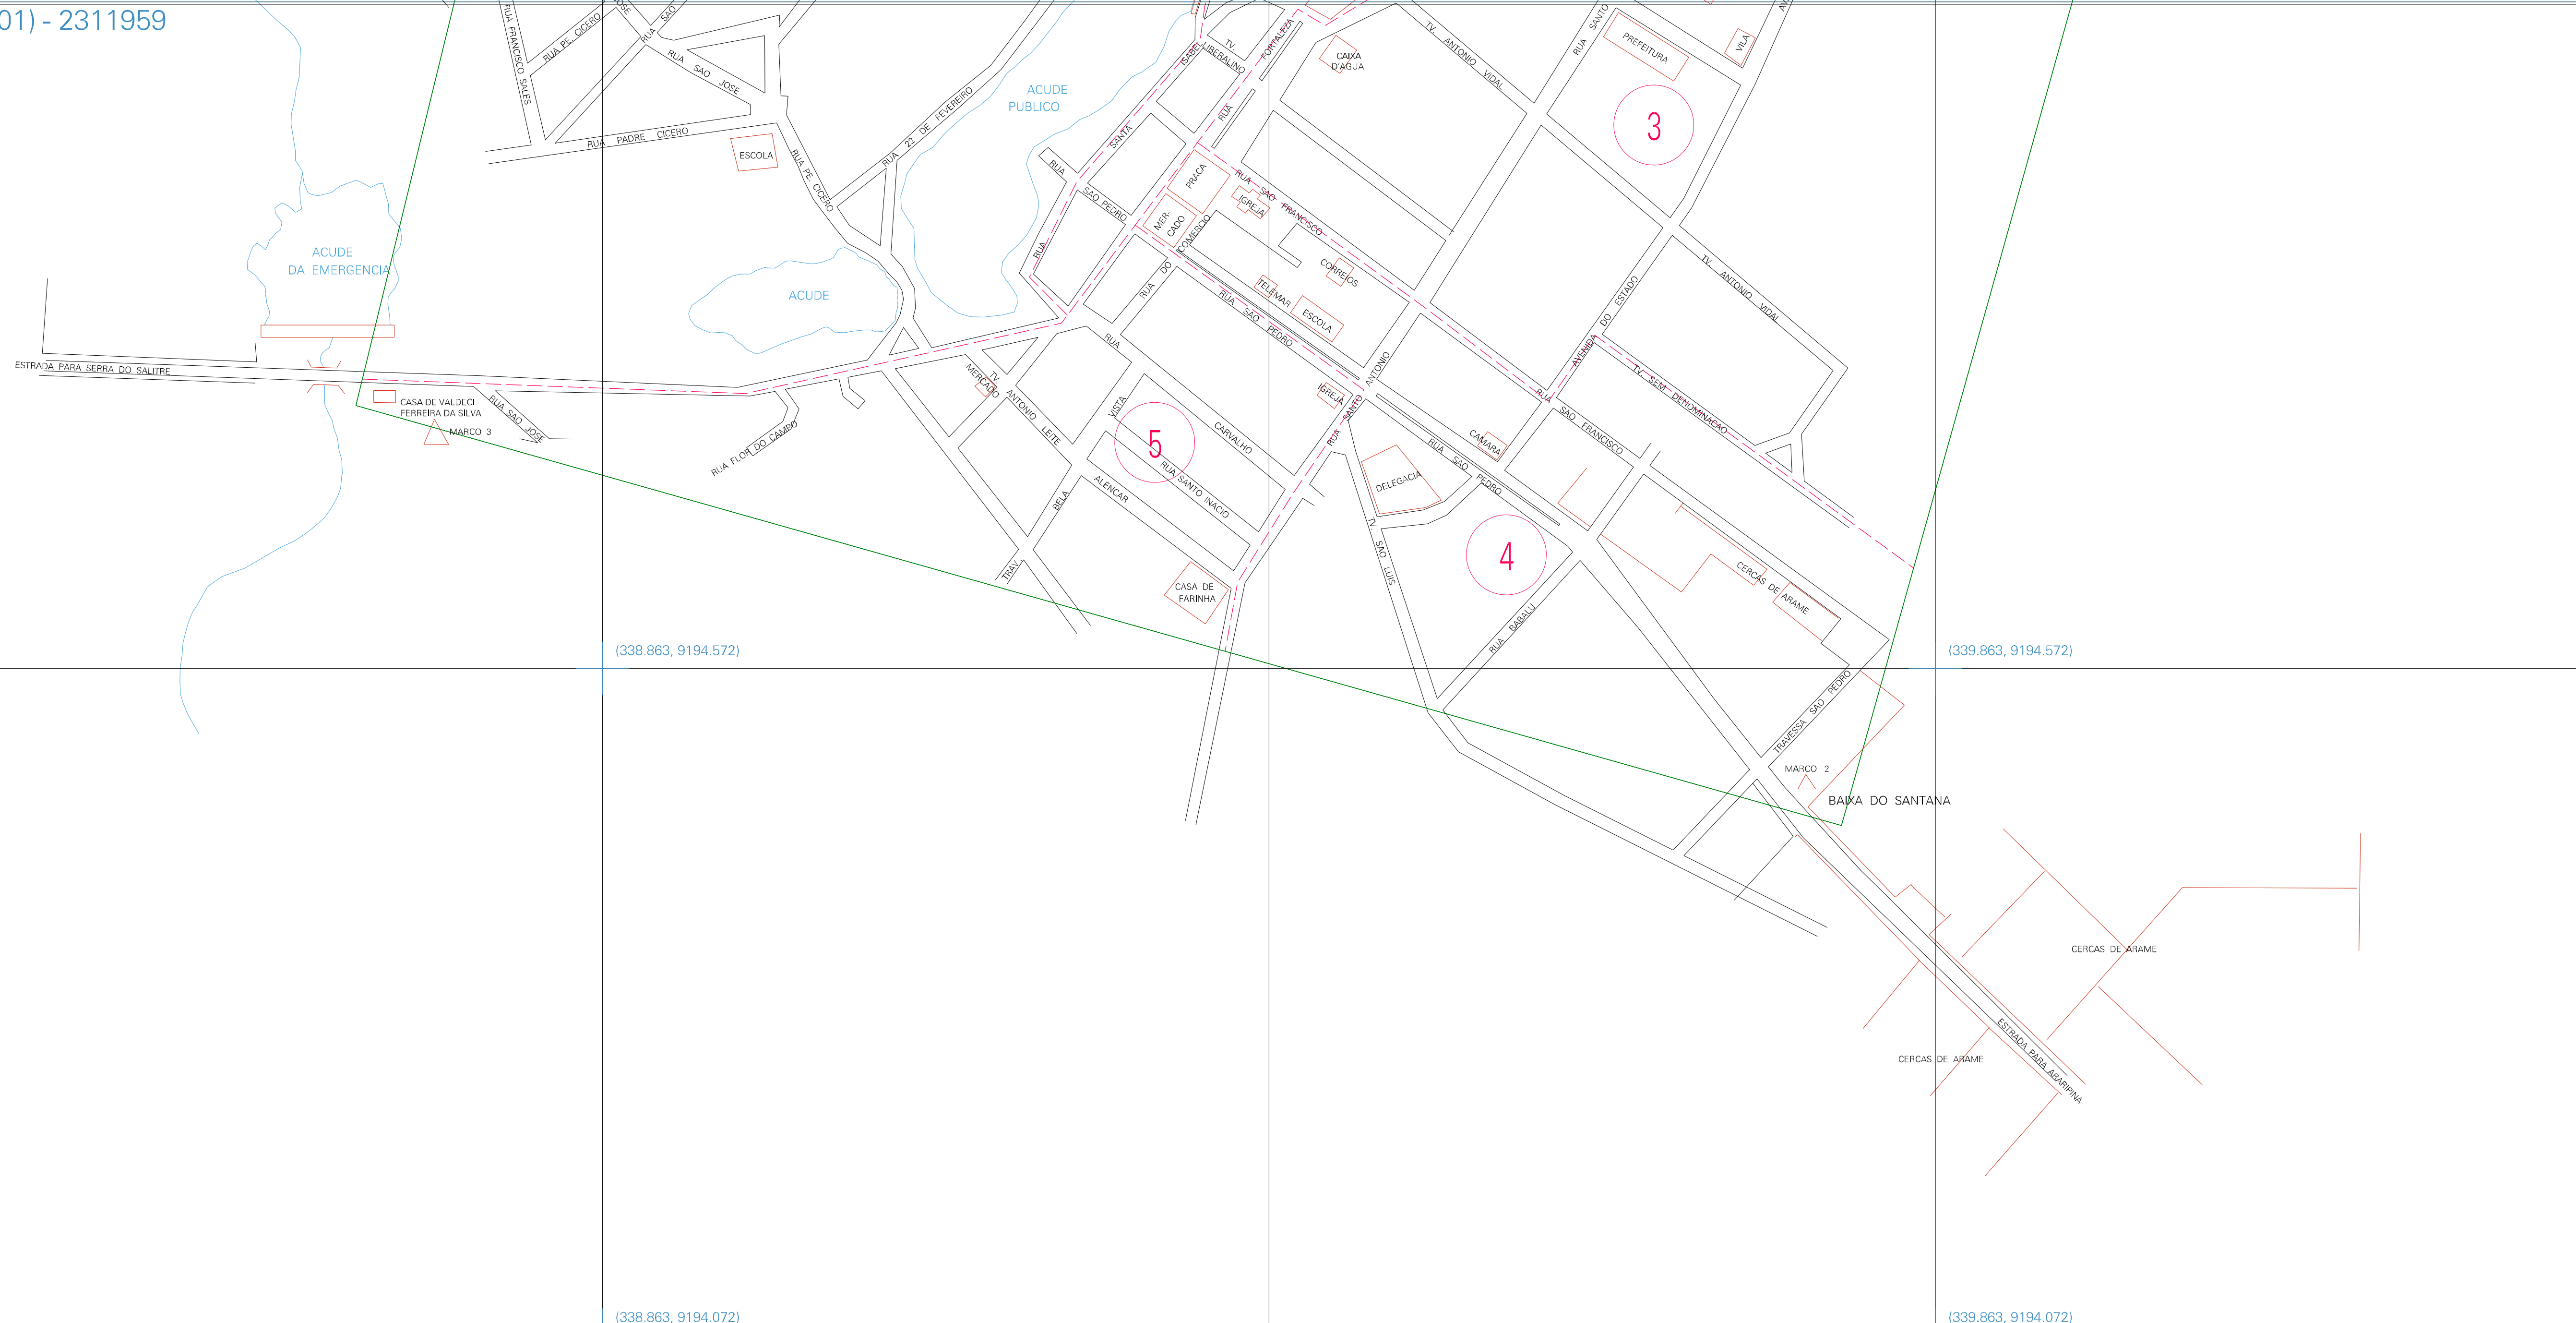 01) - 2311959
RUA FRANCISCO SALES
RUA PE. CICERO
JOSE
RUA SAO
RUA SAO JOSE
RUA PADRE CICERO
ESCOLA
RUA PE. CICERO
RUA 22 DE FEVEREIRO
ACUDE
PUBLICO
ACUDE
DA EMERGENCIA
ACUDE
RUA SANTA ISABEL
TV. LIBERALINO
RUA FORTALEZA
CAIXA
D'AGUA
TV. ANTONIO VIDAL
RUA SANTO
PREFEITURA
VILA
AV.
3
RUA SAO PEDRO
PRACA
MER-
CADO
RUA DO COMERCIO
IGREJA
RUA SAO FRANCISCO
CORREIOS
TELEMAR
ESCOLA
RUA SAO PEDRO
AVENIDA DO ESTADO
TV. ANTONIO VIDAL
TV. SEM DENOMINACAO
RUA SAO FRANCISCO
ESTRADA PARA SERRA DO SALITRE
CASA DE VALDECI
FERREIRA DA SILVA
MARCO 3
RUA SAO JOSE
RUA FLOR DO CAMPO
MERCADO
TV. ANTONIO LEITE
RUA CARVALHO
BELA VISTA
5
RUA SANTO INACIO
ALENCAR
TRAV.
IGREJA
RUA SANTO ANTONIO
DELEGACIA
CAMARA
RUA SAO PEDRO
4
TV. SAO LUIS
RUA BABALU
CERCAS DE ARAME
CASA DE
FARINHA
(338.863, 9194.572)
(339.863, 9194.572)
TRAVESSA SAO PEDRO
MARCO 2
BAIXA DO SANTANA
CERCAS DE ARAME
CERCAS DE ARAME
ESTRADA PARA ARARIPINA
(338.863, 9194.072)
(339.863, 9194.072)